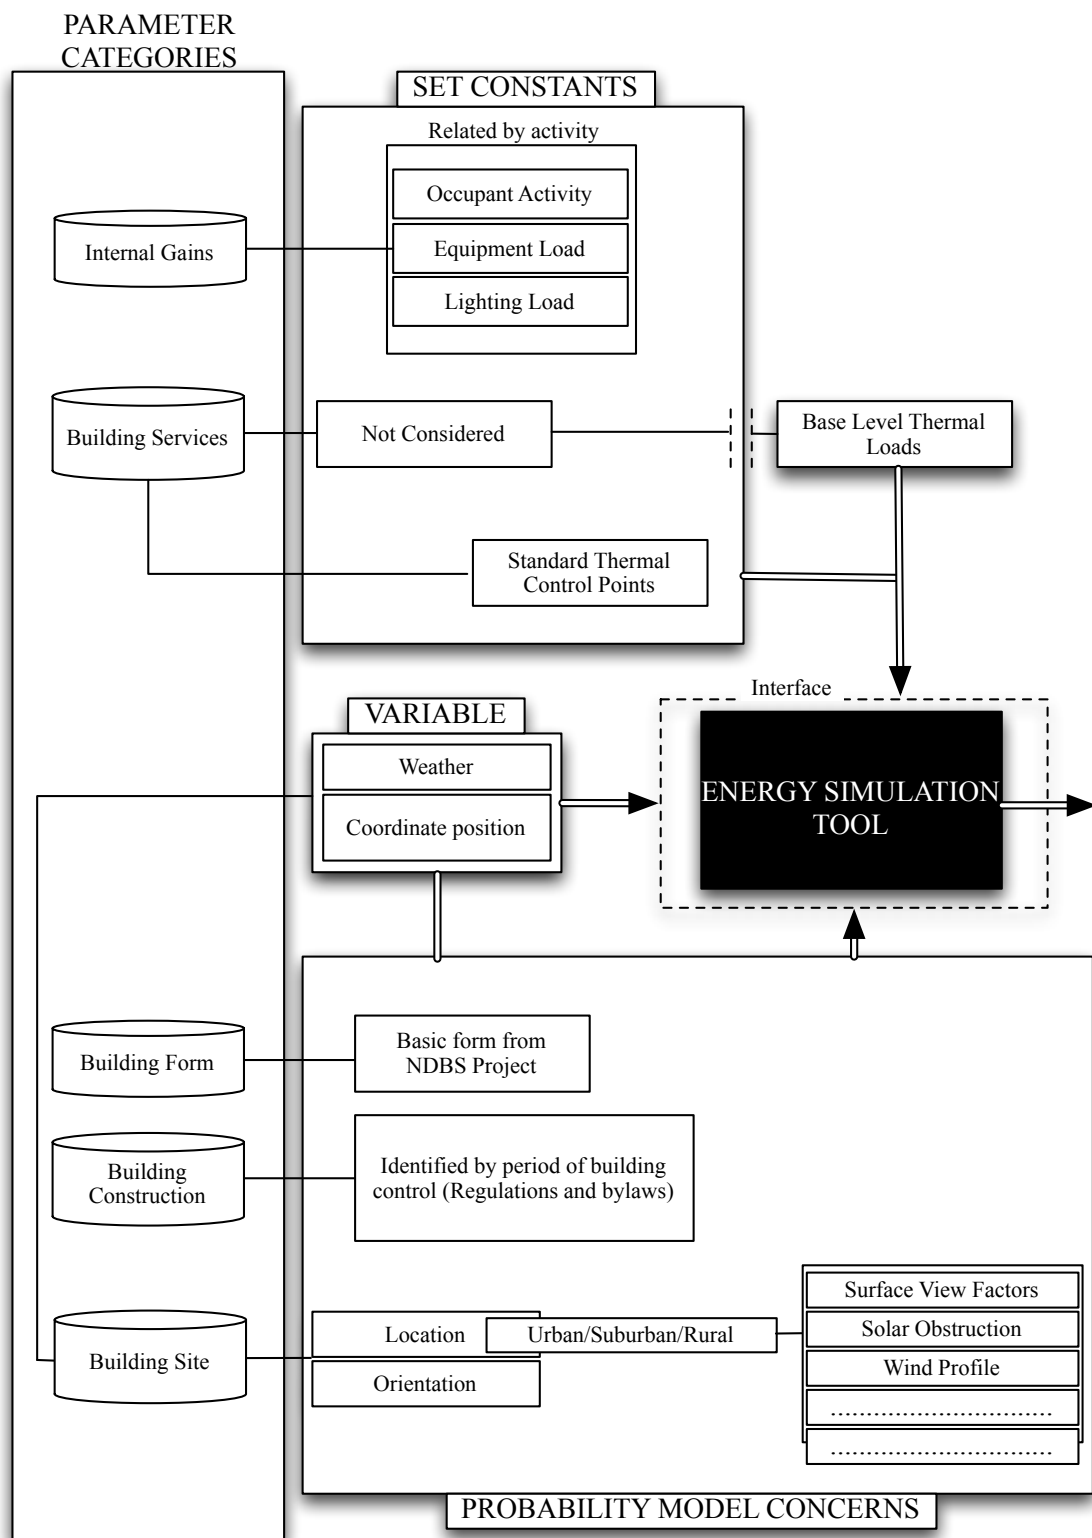 PARAMETER
CATEGORIES
SET CONSTANTS
Related by activity
Occupant Activity
Internal Gains
Equipment Load
Lighting Load
Building Services
Not Considered
Base Level Thermal
Loads
Standard Thermal
Control Points
Interface
VARIABLE
Weather
Coordinate position
ENERGY SIMULATION
TOOL
Building Form
Basic form from
NDBS Project
Building
Construction
Identified by period of building
control (Regulations and bylaws)
Building Site
Location
Urban/Suburban/Rural
Orientation
Surface View Factors
Solar Obstruction
Wind Profile
................................
................................
PROBABILITY MODEL CONCERNS